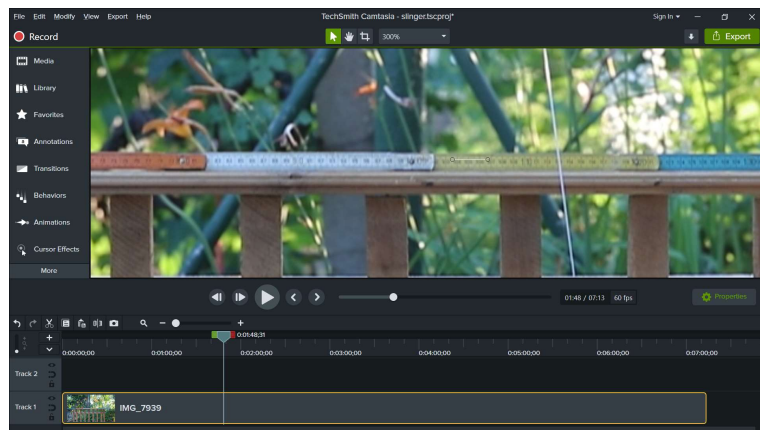 File Edit Modify View Export Help
TechSmith Camtasia - slinger.tscproj*
Sign In
Record
300%
Export
Media
Library
Favorites
Annotations
Transitions
Behaviors
Animations
Cursor Effects
More
01:48 / 07:13 60 fps
Properties
0:01:48;31
0:00:00;00 0:01:00;00 0:02:00;00 0:03:00;00 0:04:00;00 0:05:00;00 0:06:00;00 0:07:00;00
Track 2
Track 1
IMG_7939